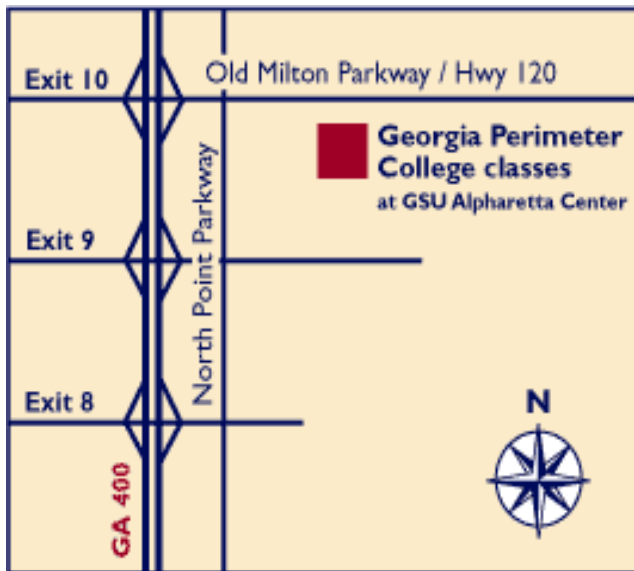 Exit 10
Old Milton Parkway / Hwy 120
Georgia Perimeter
College classes
at GSU Alpharetta Center
North Point Parkway
Exit 9
Exit 8
N
GA 400